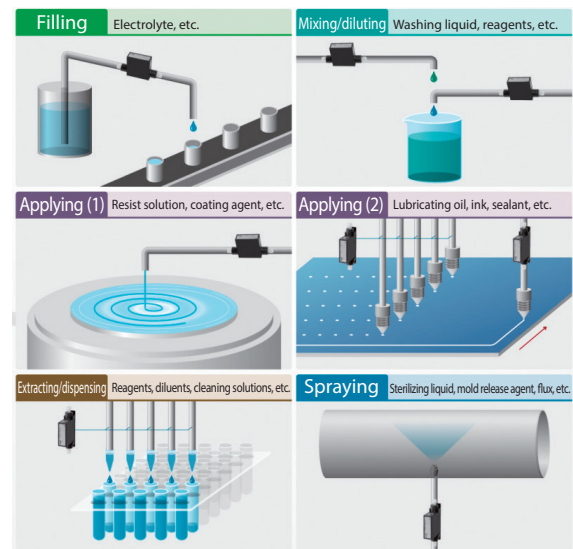 Filling Electrolyte, etc.
Mixing/diluting Washing liquid, reagents, etc.
Applying (1) Resist solution, coating agent, etc.
Applying (2) Lubricating oil, ink, sealant, etc.
Extracting/dispensing Reagents, diluents, cleaning solutions, etc.
Spraying Sterilizing liquid, mold release agent, flux, etc.